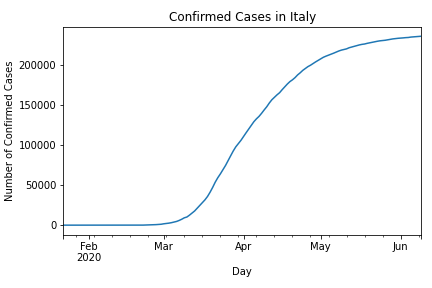 Confirmed Cases in Italy
Number of Confirmed Cases
200000
150000
100000
50000
0
Feb
2020
Mar
Apr
May
Jun
Day